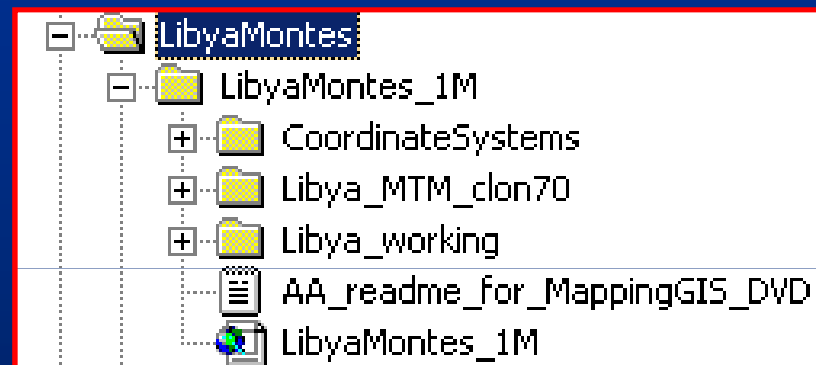 LibyaMontes
LibyaMontes_1M
CoordinateSystems
Libya_MTM_clon70
Libya_working
AA_readme_for_MappingGIS_DVD
LibyaMontes_1M